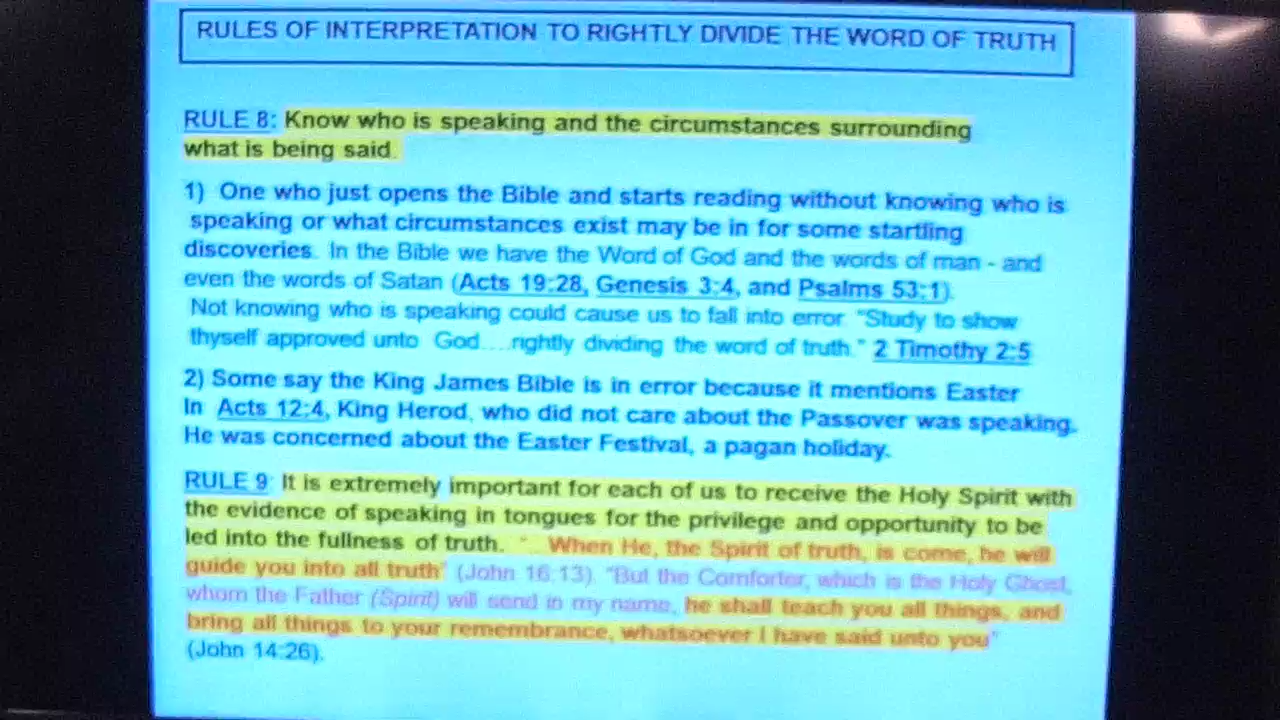 RULES OF INTERPRETATION TO RIGHTLY DIVIDE THE WORD OF TRUTH
RULE 8: Know who is speaking and the circumstances surrounding
what is being said.
1) One who just opens the Bible and starts reading without knowing who is
speaking or what circumstances exist may be in for some startling
discoveries. In the Bible we have the Word of God and the words of man - and
even the words of Satan (Acts 19:28, Genesis 3:4, and Psalms 53:1).
Not knowing who is speaking could cause us to fall into error. "Study to show
thyself approved unto God....rightly dividing the word of truth." 2 Timothy 2:5
2) Some say the King James Bible is in error because it mentions Easter
In Acts 12:4, King Herod, who did not care about the Passover was speaking.
He was concerned about the Easter Festival, a pagan holiday.
RULE 9: It is extremely important for each of us to receive the Holy Spirit with
the evidence of speaking in tongues for the privilege and opportunity to be
led into the fullness of truth. "...When He, the Spirit of truth, is come, he will
guide you into all truth" (John 16:13). "But the Comforter, which is the Holy Ghost,
whom the Father (Spirit) will send in my name, he shall teach you all things, and
bring all things to your remembrance, whatsoever I have said unto you"
(John 14:26).